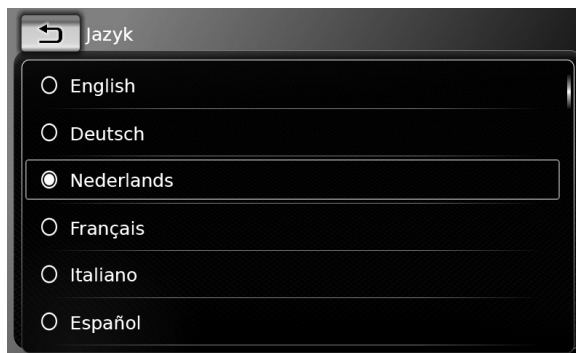 Jazyk
English
Deutsch
Nederlands
Français
Italiano
Español